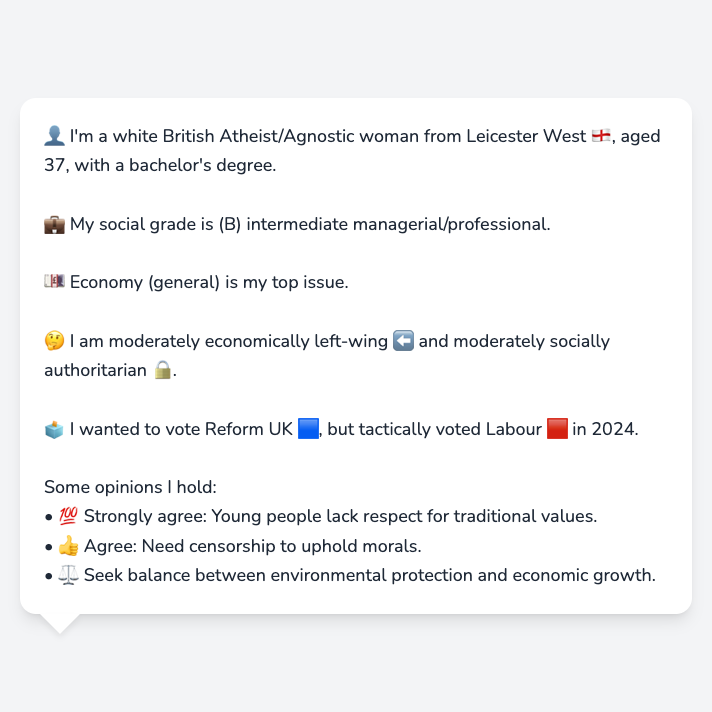 👤 I'm a white British Atheist/Agnostic woman from Leicester West 🏴󠁧󠁢󠁥󠁮󠁧󠁿, aged
37, with a bachelor's degree.
💼 My social grade is (B) intermediate managerial/professional.
💷 Economy (general) is my top issue.
🤔 I am moderately economically left-wing ⬅️ and moderately socially
authoritarian 🔒.
🗳️ I wanted to vote Reform UK 🟦, but tactically voted Labour 🟥 in 2024.
Some opinions I hold:
• 💯 Strongly agree: Young people lack respect for traditional values.
• 👍 Agree: Need censorship to uphold morals.
• ⚖️ Seek balance between environmental protection and economic growth.